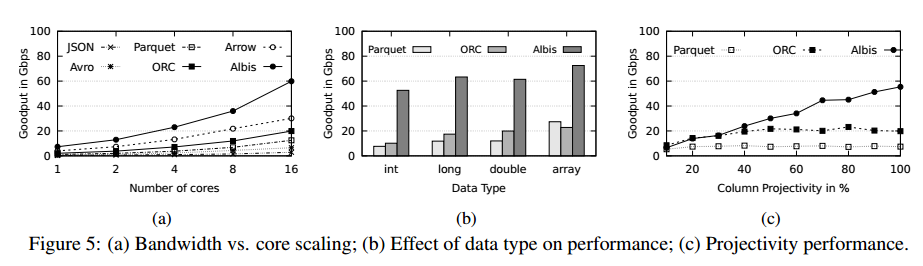 100
80
60
40
20
0
Goodput in Gbps
JSON Parquet Arrow
Avro ORC Albis
1 2 4 8 16
Number of cores
(a)
100
80
60
40
20
0
Goodput in Gbps
Parquet ORC Albis
int long double array
Data Type
(b)
100
80
60
40
20
0
Goodput in Gbps
Parquet ORC Albis
20 40 60 80 100
Column Projectivity in %
(c)
Figure 5: (a) Bandwidth vs. core scaling; (b) Effect of data type on performance; (c) Projectivity performance.